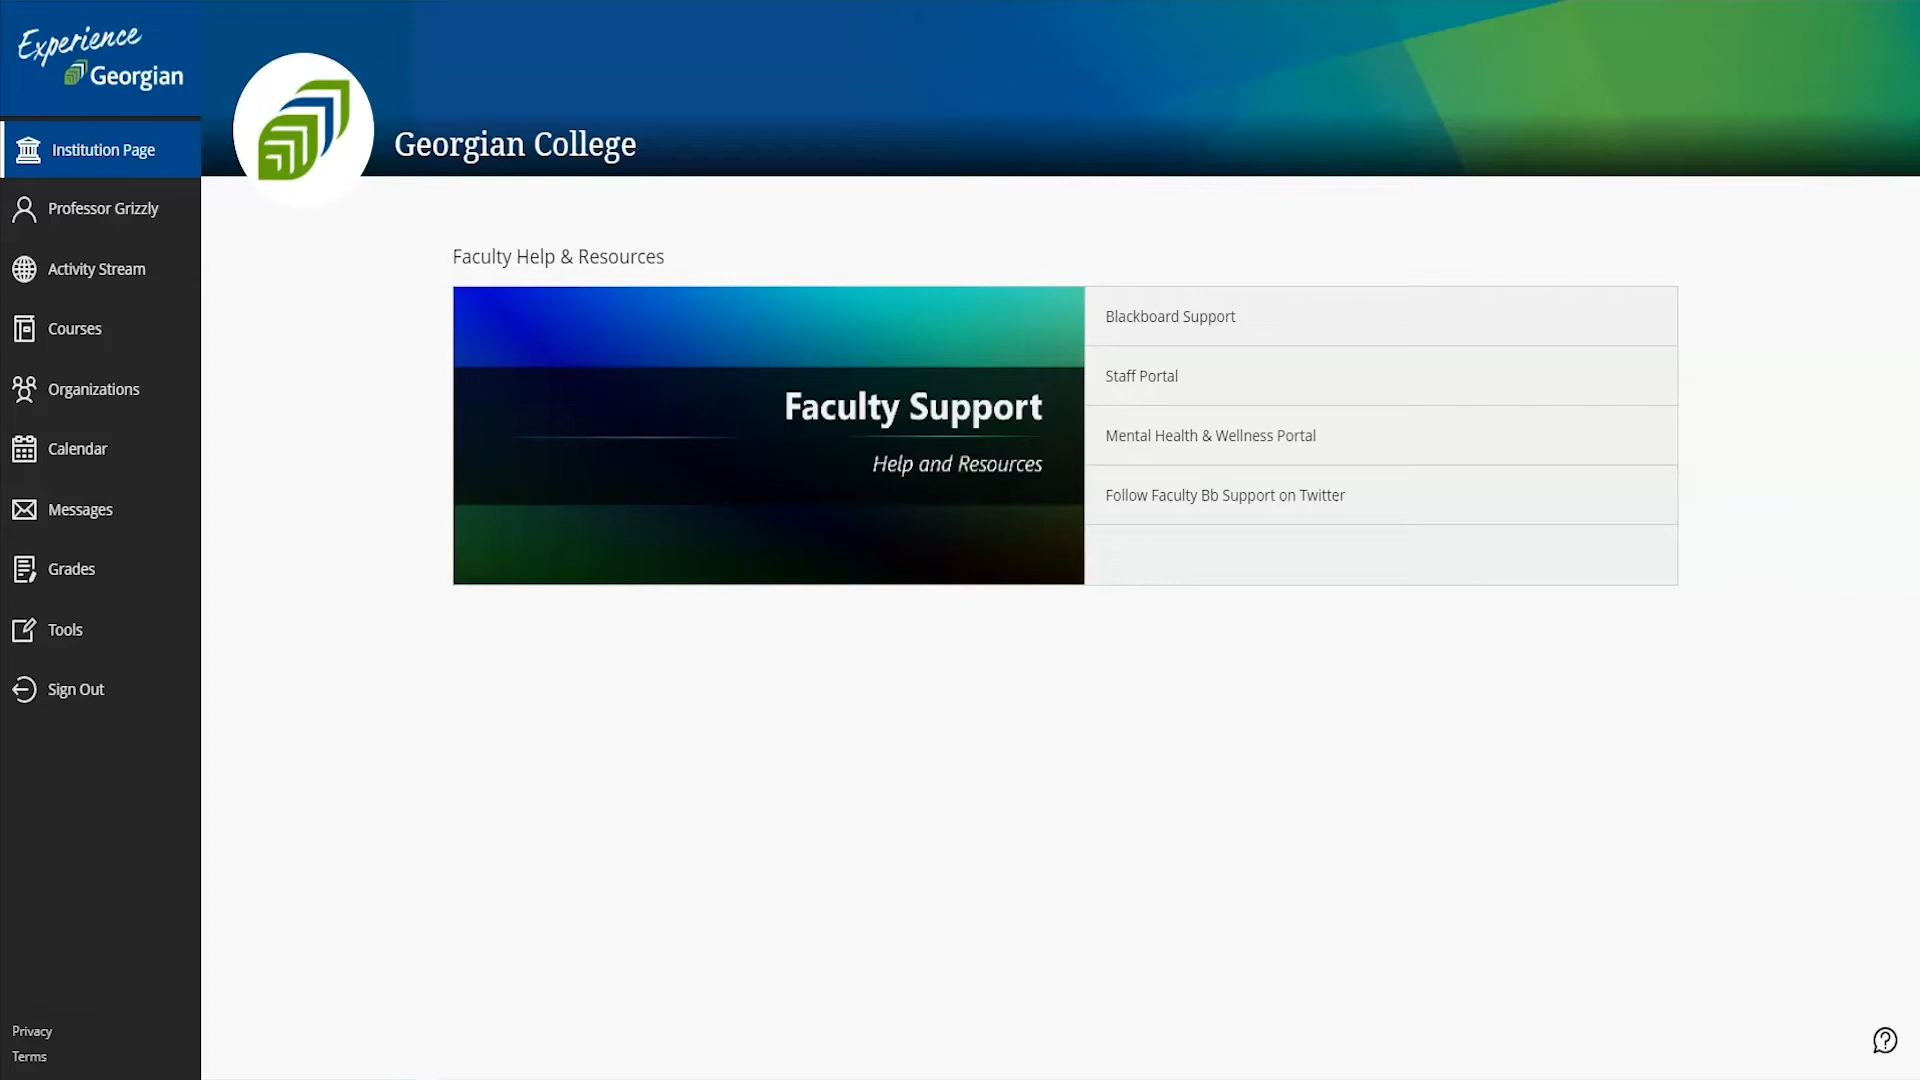 Experience
Georgian
Institution Page
Professor Grizzly
Activity Stream
Courses
Organizations
Calendar
Messages
Grades
Tools
Sign Out
Privacy
Terms
Georgian College
Faculty Help & Resources
Faculty Support
Help and Resources
Blackboard Support
Staff Portal
Mental Health & Wellness Portal
Follow Faculty Bb Support on Twitter